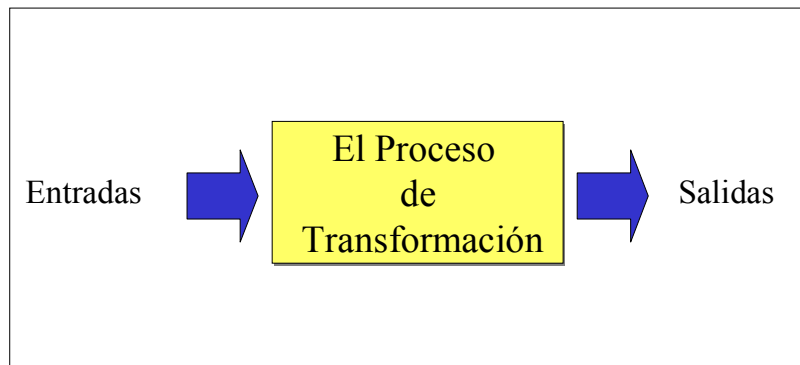 Entradas
El Proceso
de
Transformación
Salidas